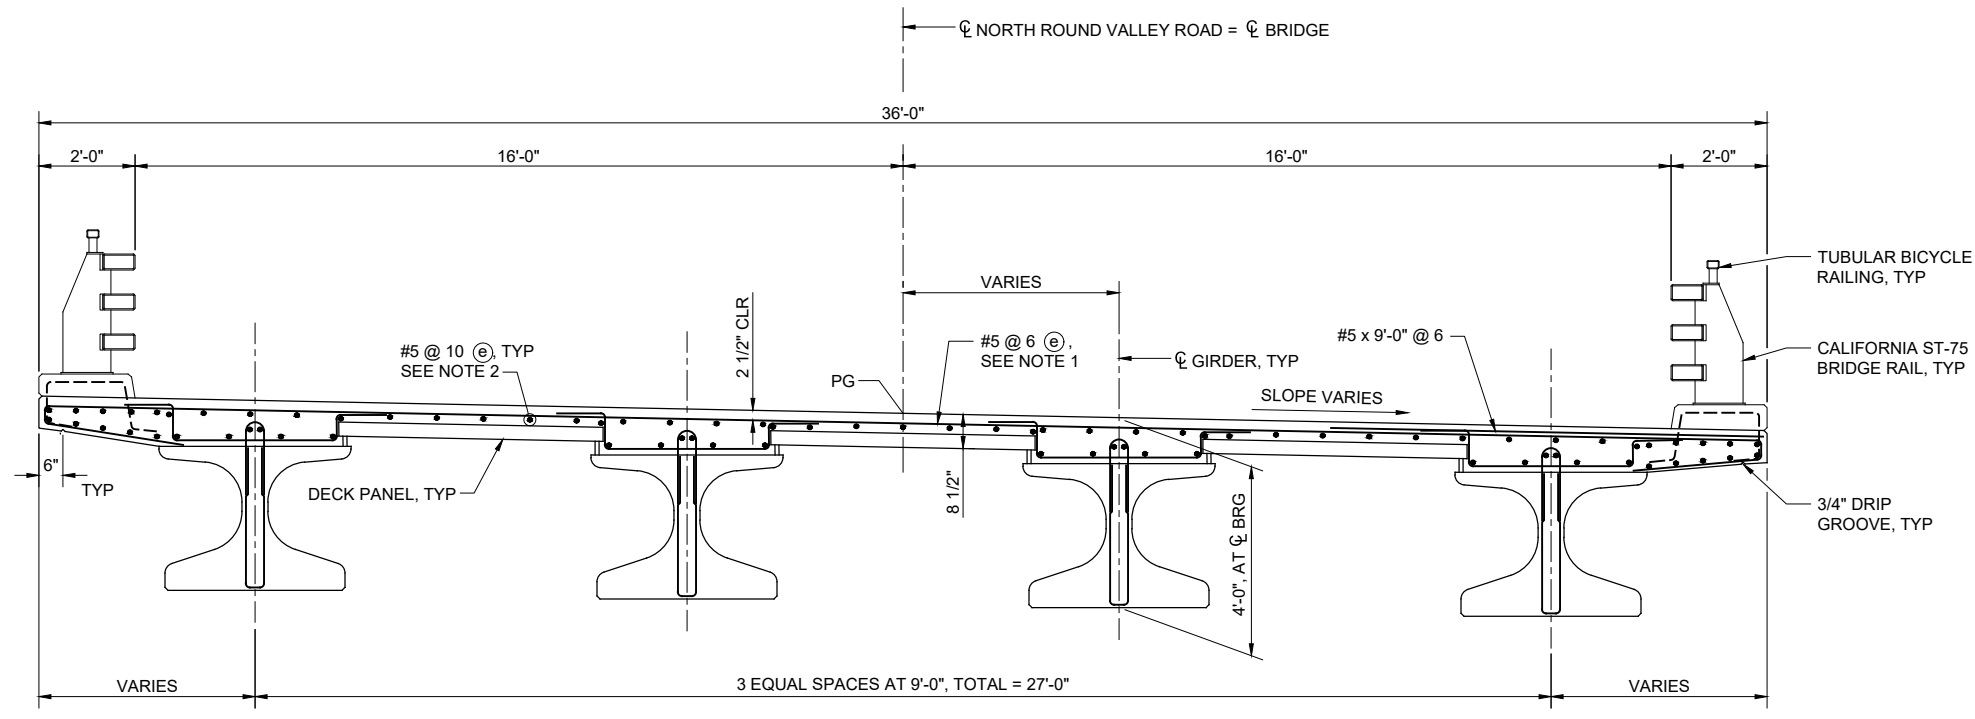 ℄ NORTH ROUND VALLEY ROAD = ℄ BRIDGE
36'-0"
2'-0"
16'-0"
16'-0"
2'-0"
TUBULAR BICYCLE
RAILING, TYP
VARIES
2 1/2" CLR
#5 @ 10 ⓔ, TYP
SEE NOTE 2
#5 @ 6 ⓔ,
SEE NOTE 1
℄ GIRDER, TYP
#5 x 9'-0" @ 6
CALIFORNIA ST-75
BRIDGE RAIL, TYP
PG
SLOPE VARIES
6"
TYP
DECK PANEL, TYP
8 1/2"
4'-0", AT ℄ BRG
3/4" DRIP
GROOVE, TYP
VARIES
3 EQUAL SPACES AT 9'-0", TOTAL = 27'-0"
VARIES